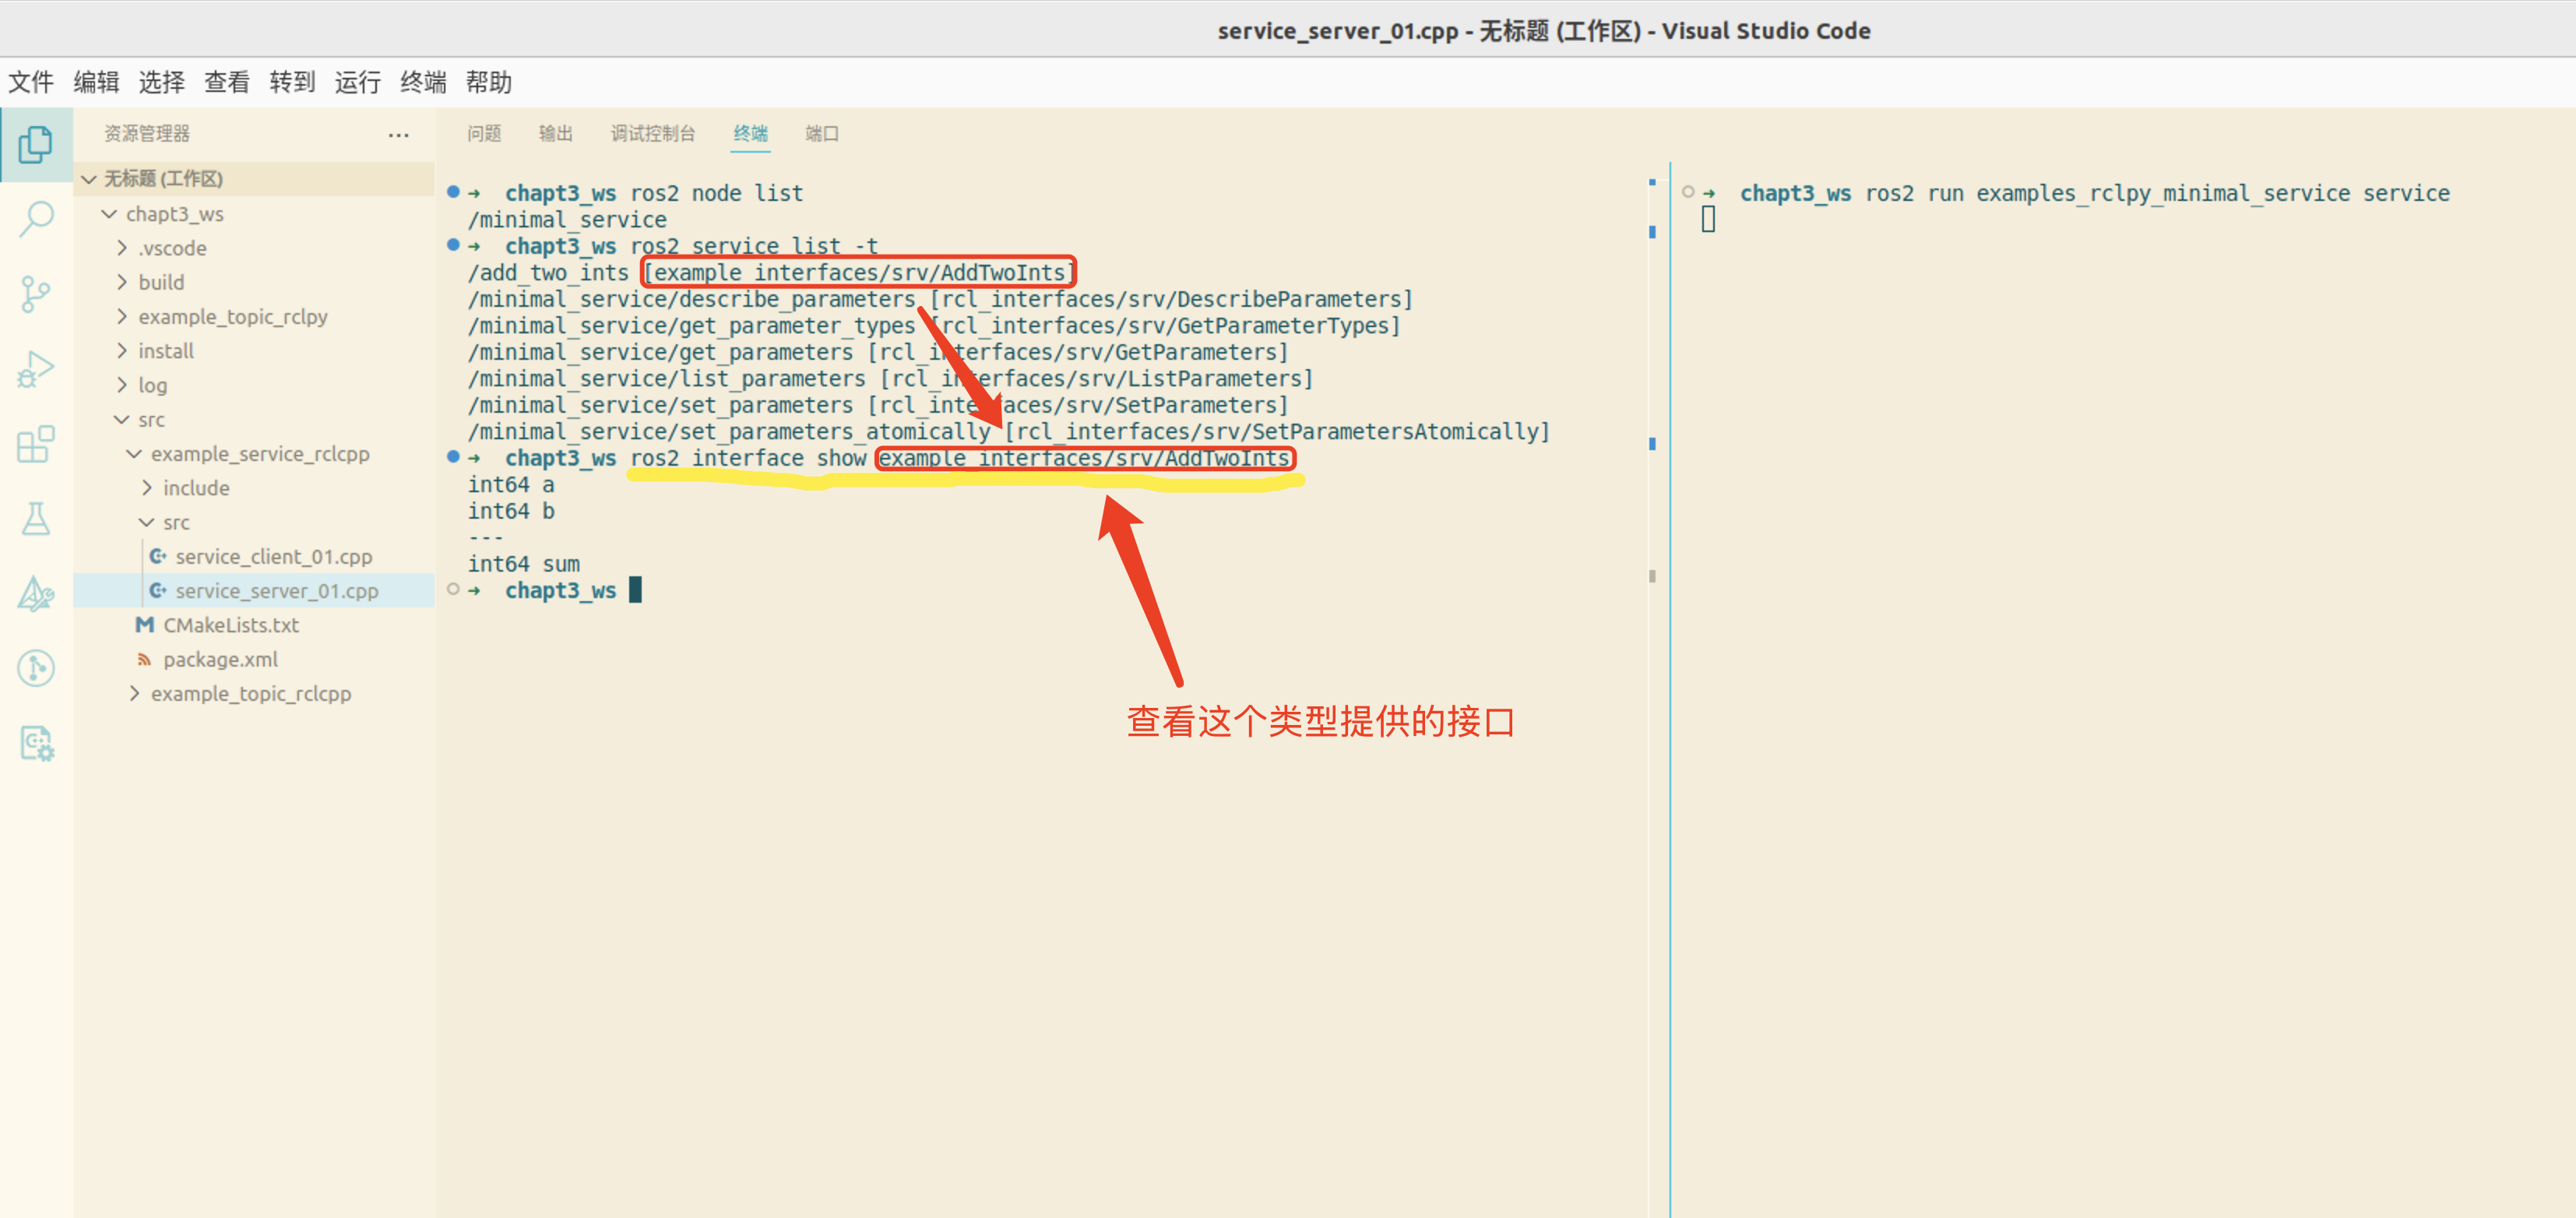 service_server_01.cpp - 无标题 (工作区) - Visual Studio Code
文件 编辑 选择 查看 转到 运行 终端 帮助
资源管理器 ···
无标题 (工作区)
chapt3_ws
.vscode
build
example_topic_rclpy
install
log
src
example_service_rclcpp
include
src
service_client_01.cpp
service_server_01.cpp
CMakeLists.txt
package.xml
example_topic_rclcpp
问题 输出 调试控制台 终端 端口
➜ chapt3_ws ros2 node list
/minimal_service
➜ chapt3_ws ros2 service list -t
/add_two_ints [example_interfaces/srv/AddTwoInts]
/minimal_service/describe_parameters [rcl_interfaces/srv/DescribeParameters]
/minimal_service/get_parameter_types [rcl_interfaces/srv/GetParameterTypes]
/minimal_service/get_parameters [rcl_interfaces/srv/GetParameters]
/minimal_service/list_parameters [rcl_interfaces/srv/ListParameters]
/minimal_service/set_parameters [rcl_interfaces/srv/SetParameters]
/minimal_service/set_parameters_atomically [rcl_interfaces/srv/SetParametersAtomically]
➜ chapt3_ws ros2 interface show example_interfaces/srv/AddTwoInts
int64 a
int64 b
---
int64 sum
➜ chapt3_ws
查看这个类型提供的接口
➜ chapt3_ws ros2 run examples_rclpy_minimal_service service